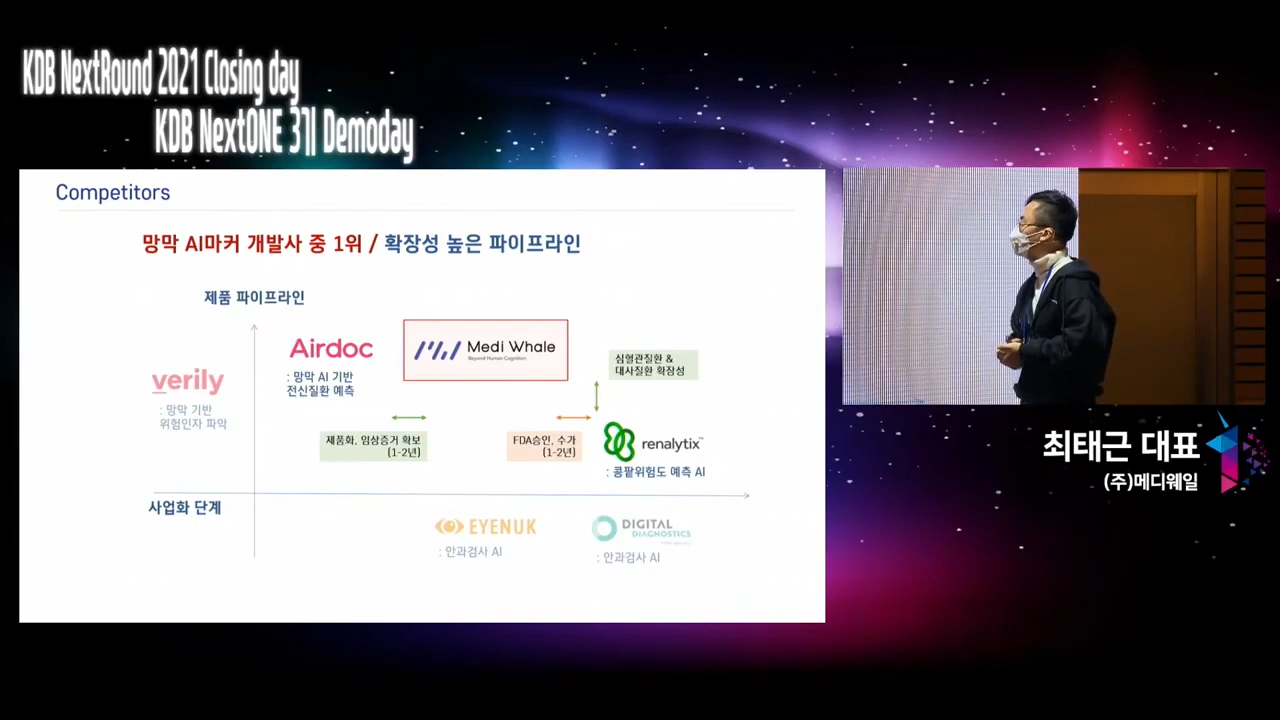 KDB NextRound 2021 Closing day
KDB NextONE 3기 Demoday
Competitors
망막 AI마커 개발사 중 1위 / 확장성 높은 파이프라인
제품 파이프라인
verily
: 망막 기반
위험인자 파악
Airdoc
: 망막 AI 기반
전신질환 예측
Medi Whale
Beyond Human Cognition
심혈관질환 &
대사질환 확장성
제품화, 임상증거 확보
(1-2년)
FDA승인, 수가
(1-2년)
renalytix™
: 콩팥위험도 예측 AI
사업화 단계
EYENUK
: 안과검사 AI
DIGITAL
DIAGNOSTICS
: 안과검사 AI
최태근 대표
(주)메디웨일